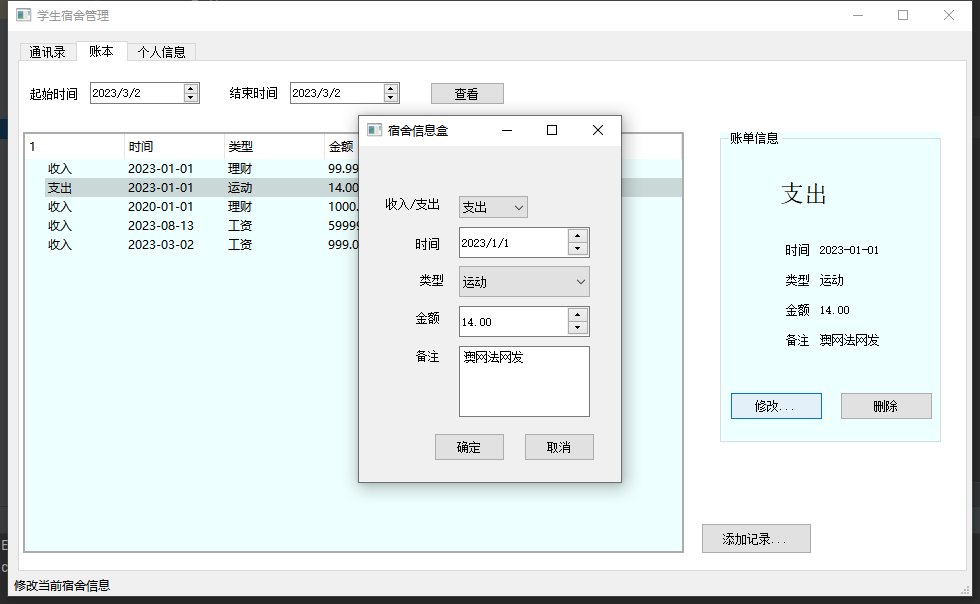 学生宿舍管理
通讯录 账本 个人信息
起始时间 2023/3/2 结束时间 2023/3/2 查看
1 时间 类型 金额
收入 2023-01-01 理财 99.99
支出 2023-01-01 运动 14.00
收入 2020-01-01 理财 1000.
收入 2023-08-13 工资 59999
收入 2023-03-02 工资 999.0
宿舍信息盒
收入/支出 支出
时间 2023/1/1
类型 运动
金额 14.00
备注 澳网法网发
确定 取消
账单信息
支出
时间 2023-01-01
类型 运动
金额 14.00
备注 澳网法网发
修改... 删除
添加记录...
修改当前宿舍信息